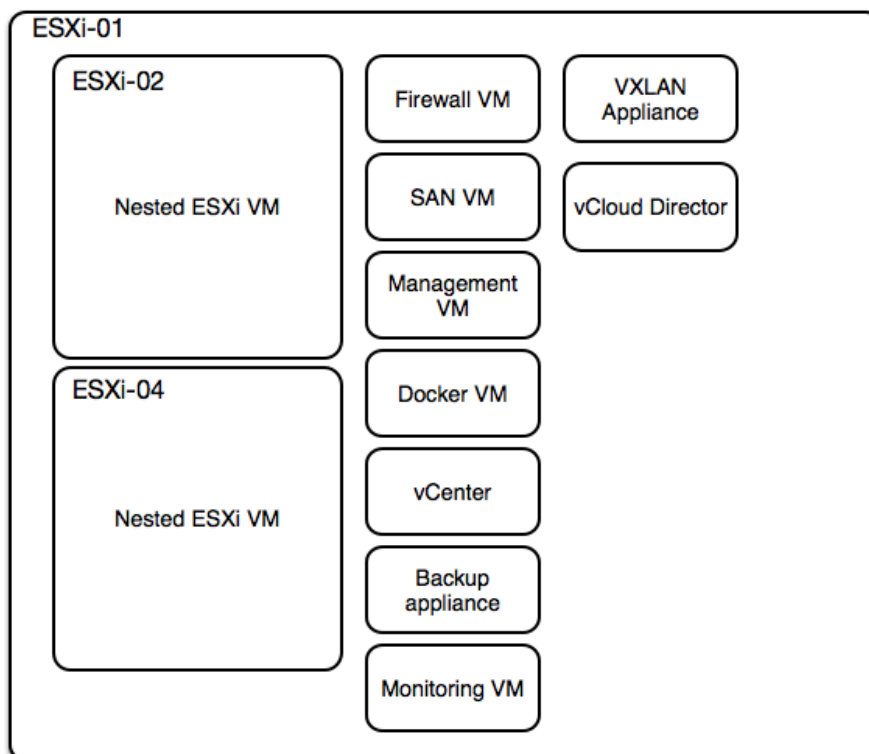 ESXi-01
ESXi-02
Nested ESXi VM
ESXi-04
Nested ESXi VM
Firewall VM
SAN VM
Management
VM
Docker VM
vCenter
Backup
appliance
Monitoring VM
VXLAN
Appliance
vCloud Director